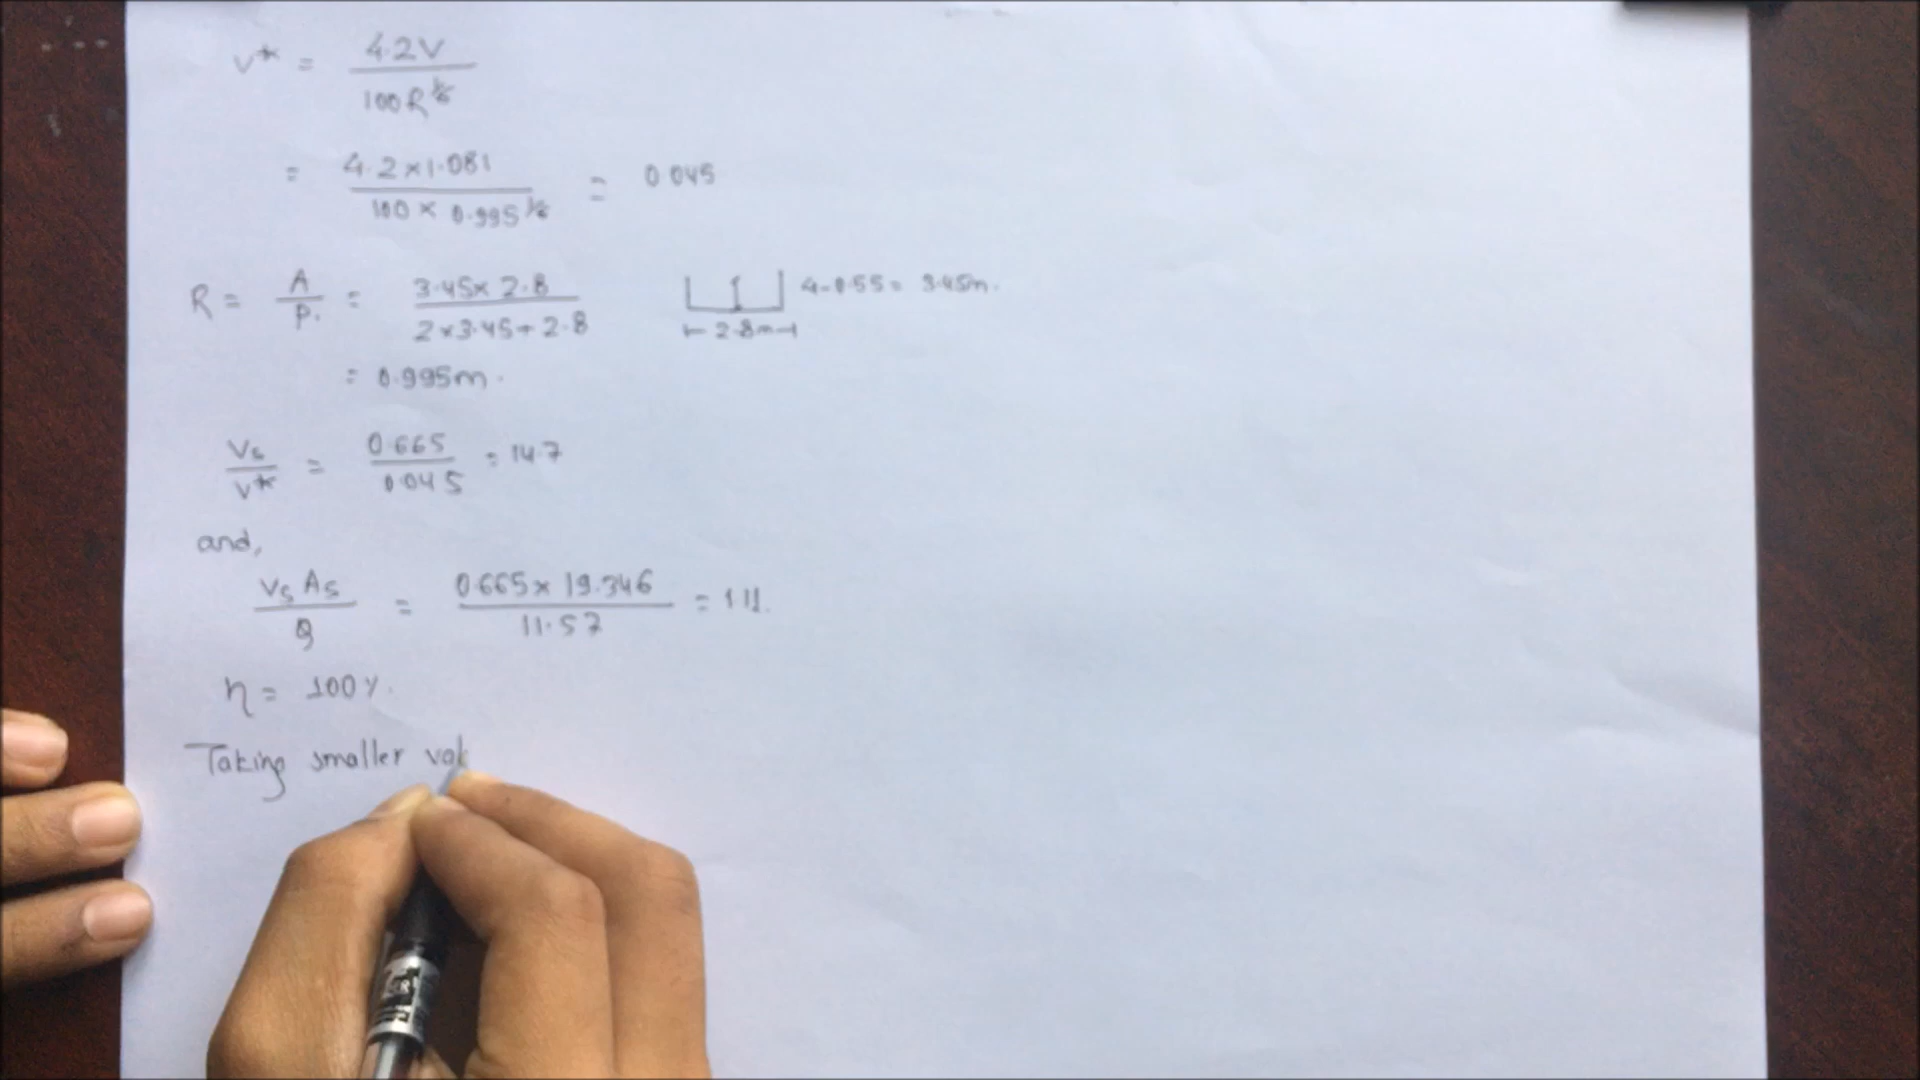 v* = 4.2V / 100R^1/6
= 4.2×1.081 / 100 × 0.995^1/6 = 0.045
R = A / P. = 3.45× 2.8 / 2×3.45+2.8
4-0.55= 3.45m.
2.8m
= 0.995m.
Vs / v* = 0.665 / 0.045 = 14.7
and,
Vs As / Q = 0.665× 19.346 / 11.57 = 1.11.
η = 100%.
Taking smaller val